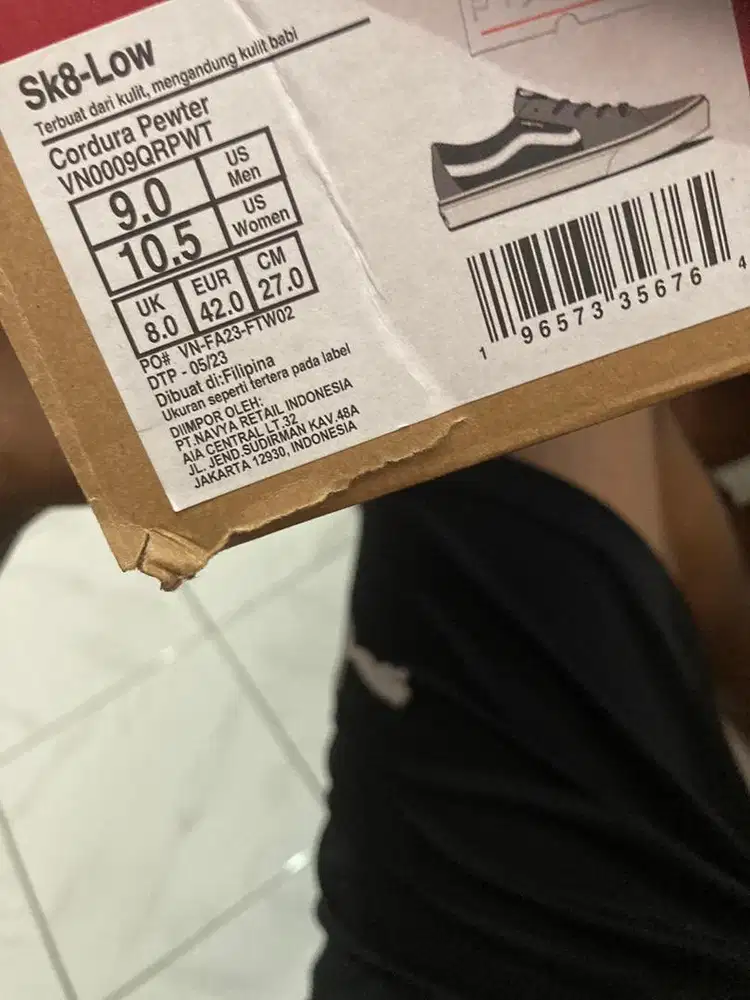 Sk8-Low
Terbuat dari kulit, mengandung kulit babi
Cordura Pewter
VN0009QRPWT
9.0 US Men
10.5 US Women
UK 8.0 EUR 42.0 CM 27.0
PO# VN-FA23-FTW02
DTP - 05/23
Dibuat di:Filipina
Ukuran seperti tertera pada label
DIIMPOR OLEH:
PT.NAVYA RETAIL INDONESIA
AIA CENTRAL LT.32
JL. JEND.SUDIRMAN KAV 48A
JAKARTA 12930, INDONESIA
1 96573 35676 4